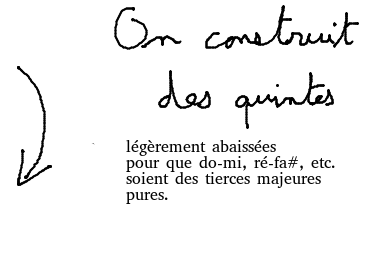 On construit
des quintes
légèrement abaissées
pour que do-mi, ré-fa#, etc.
soient des tierces majeures
pures.